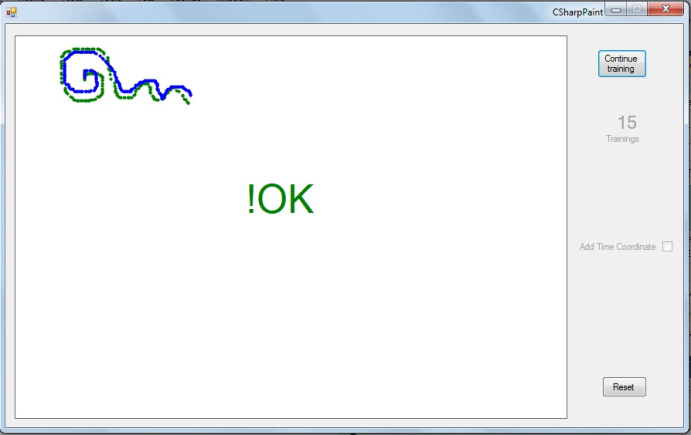 CSharpPaint
Continue
training
15
Trainings
!OK
Add Time Coordinate
Reset